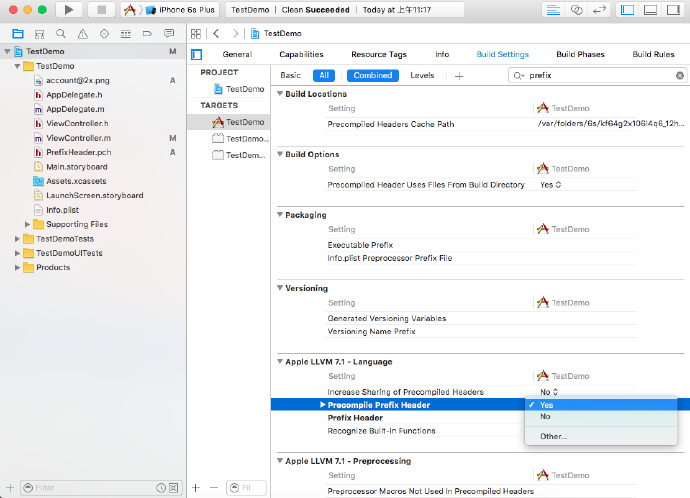 iPhone 6s Plus
TestDemo | Clean Succeeded | Today at 上午11:17
TestDemo M
TestDemo
account@2x.png A
AppDelegate.h
AppDelegate.m
ViewController.h
ViewController.m M
PrefixHeader.pch A
Main.storyboard
Assets.xcassets
LaunchScreen.storyboard
Info.plist
Supporting Files
TestDemoTests
TestDemoUITests
Products
Filter
TestDemo
General Capabilities Resource Tags Info Build Settings Build Phases Build Rules
PROJECT
TestDemo
TARGETS
TestDemo
TestDemo...
TestDem...
Fil
Basic All Combined Levels + prefix
Build Locations
Setting TestDemo
Precompiled Headers Cache Path /var/folders/6s/kf64g2x106l4q6_12h...
Build Options
Setting TestDemo
Precompiled Header Uses Files From Build Directory Yes
Packaging
Setting TestDemo
Executable Prefix
Info.plist Preprocessor Prefix File
Versioning
Setting TestDemo
Generated Versioning Variables
Versioning Name Prefix
Apple LLVM 7.1 - Language
Setting TestDemo
Increase Sharing of Precompiled Headers No
Precompile Prefix Header Yes
Prefix Header No
Recognize Built-in Functions
Other...
Apple LLVM 7.1 - Preprocessing
Setting TestDemo
Preprocessor Macros Not Used In Precompiled Headers